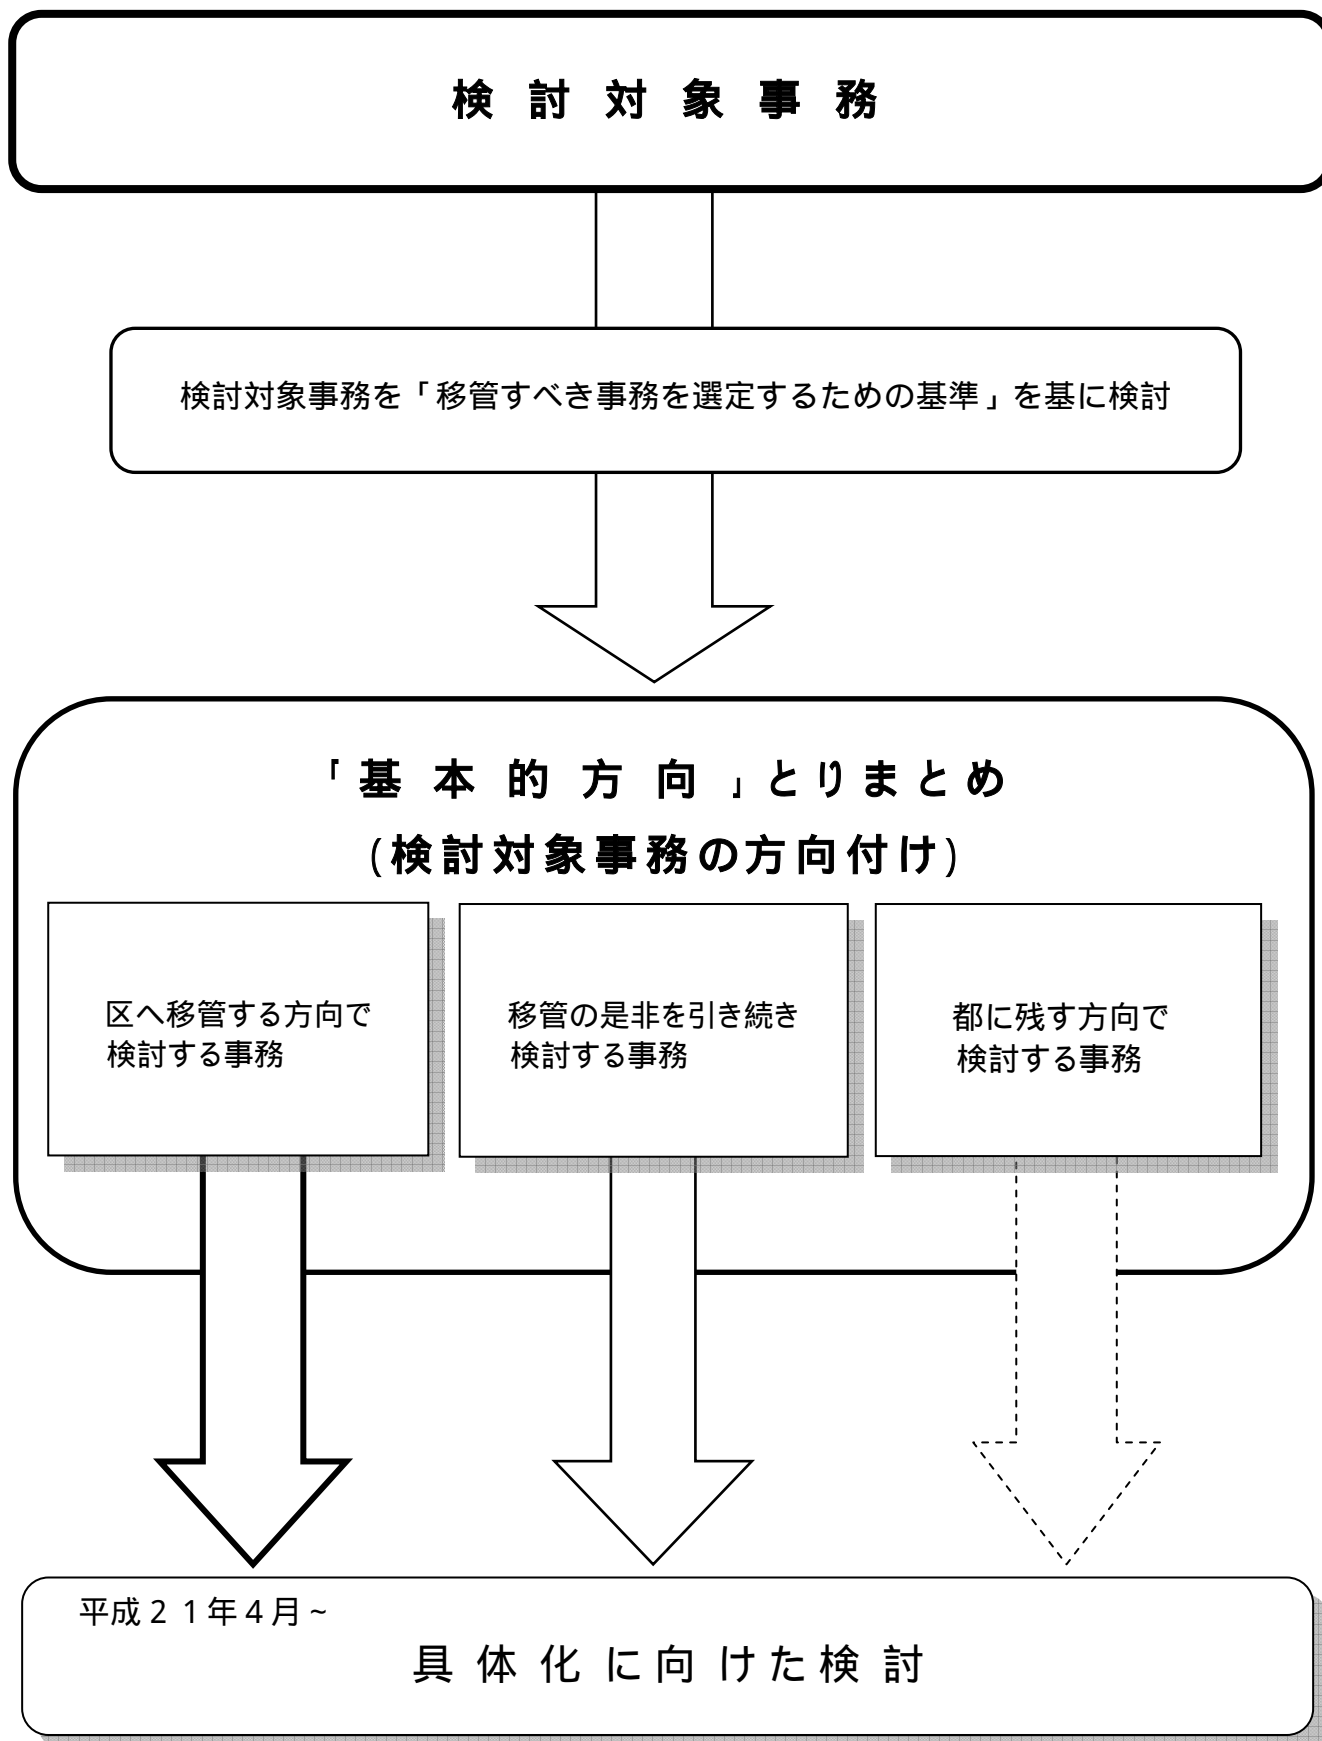 検討対象事務
検討対象事務を「移管すべき事務を選定するための基準」を基に検討
「基本的方向」とりまとめ
(検討対象事務の方向付け)
区へ移管する方向で
検討する事務
移管の是非を引き続き
検討する事務
都に残す方向で
検討する事務
平成２１年４月~
具体化に向けた検討